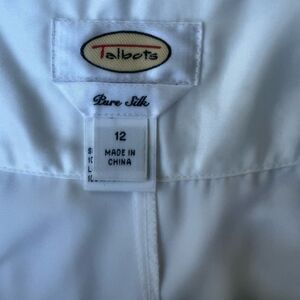 Talbots
Pure Silk
12
MADE IN
CHINA